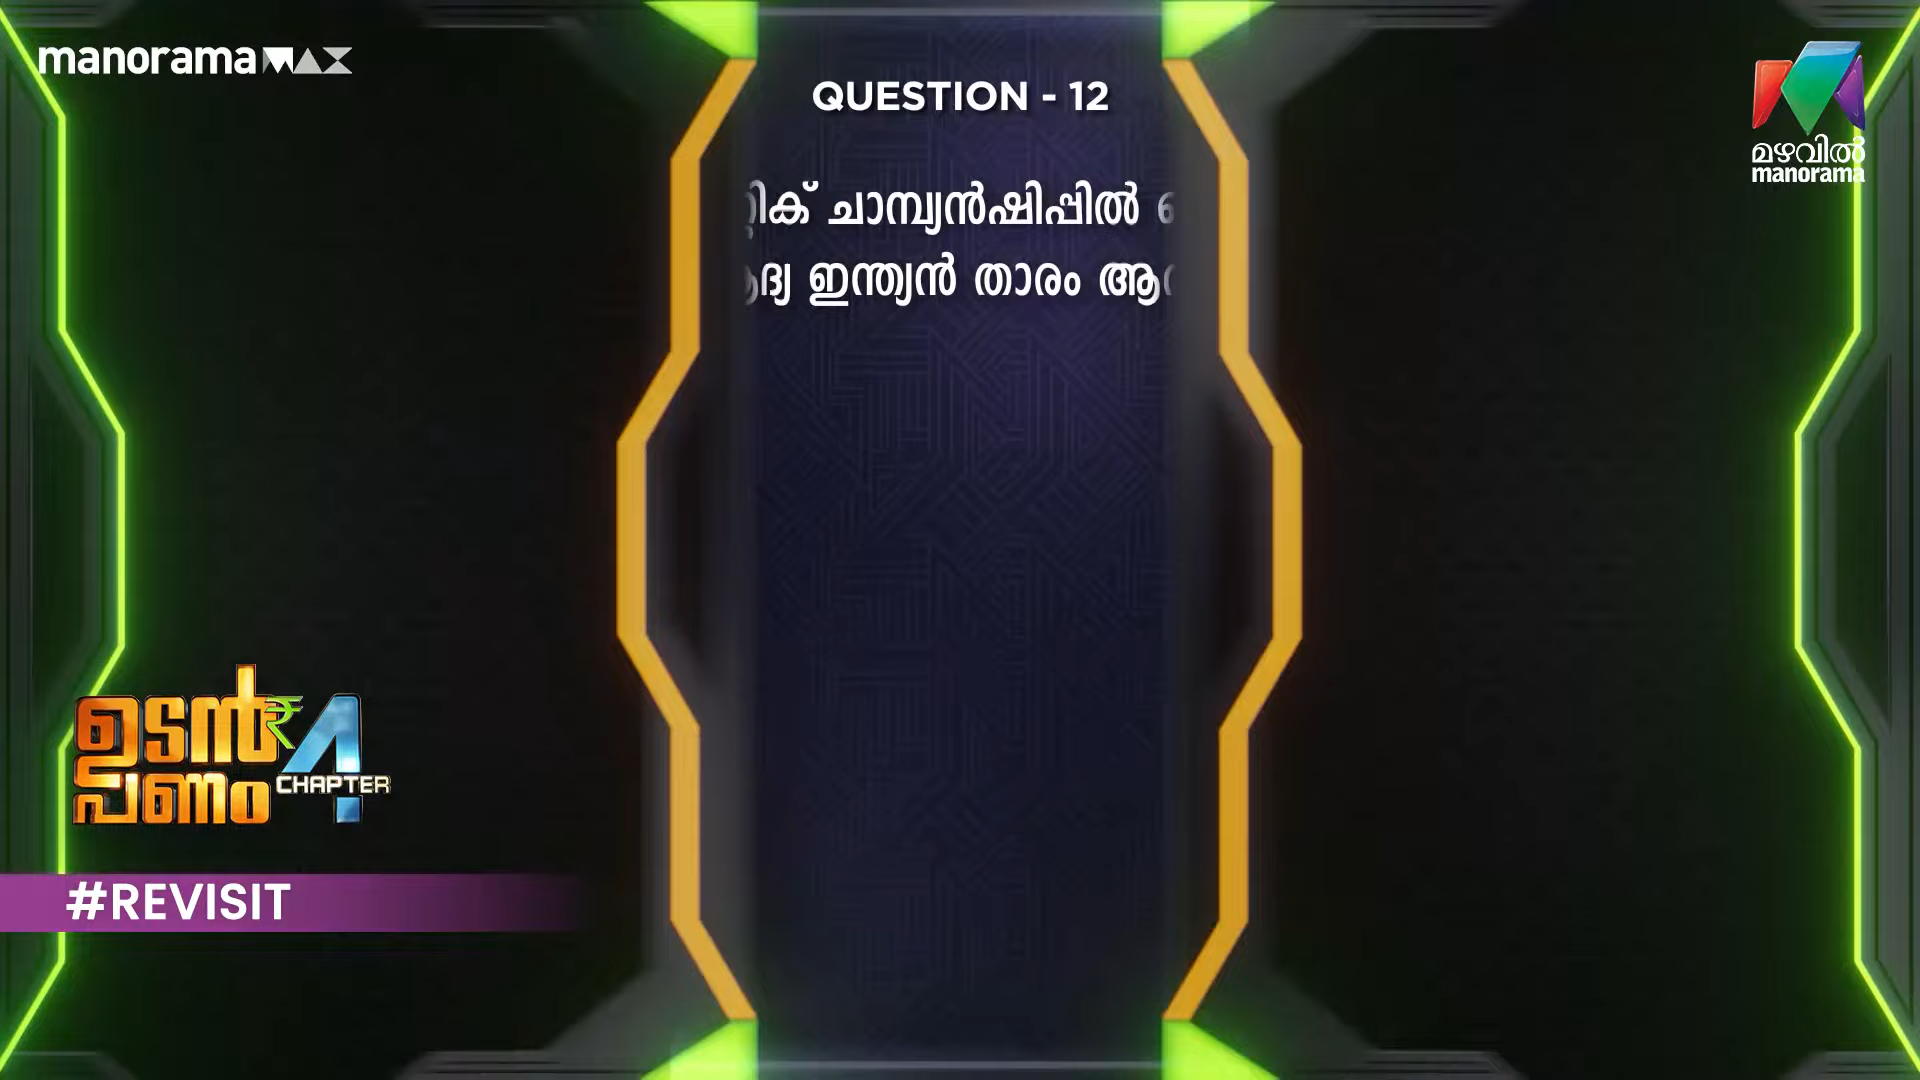 manorama MAX
QUESTION - 12
മഴവിൽ
manorama
ചാമ്പ്യൻഷിപ്പിൽ
ഇന്ത്യൻ താരം
ഉടൻ
പണം
CHAPTER 4
#REVISIT